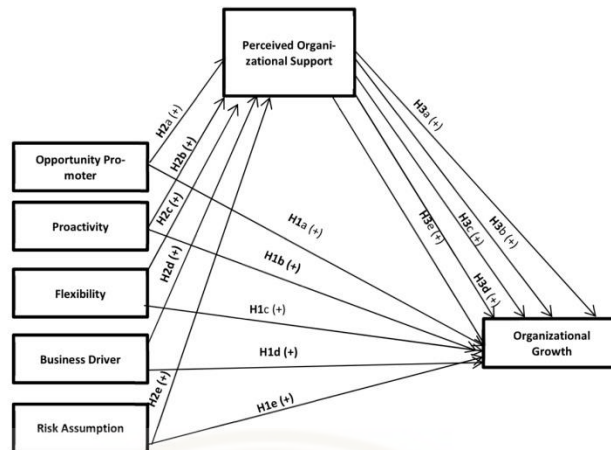 Perceived Organi-
zational Support
H2a (+)
H2b (+)
H2c (+)
H2d (+)
H2e (+)
H3a (+)
H3b (+)
H3c (+)
H3d (+)
H3e (+)
Opportunity Pro-
moter
Proactivity
Flexibility
Business Driver
Risk Assumption
H1a (+)
H1b (+)
H1c (+)
H1d (+)
H1e (+)
Organizational
Growth